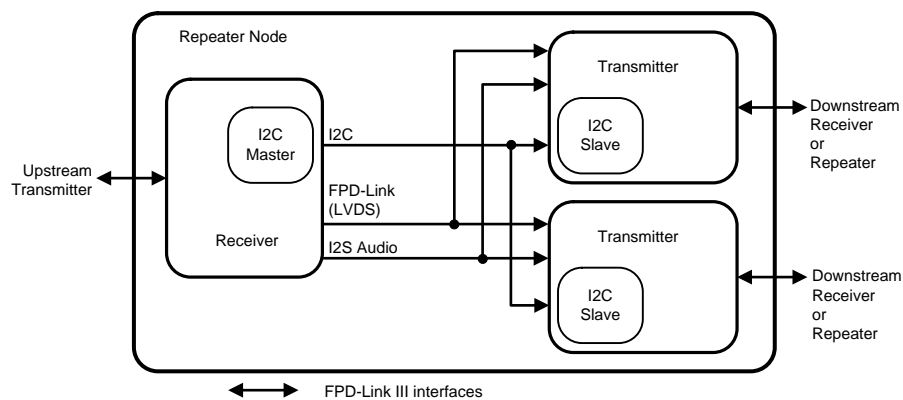 Repeater Node
Upstream
Transmitter
I2C
Master
Receiver
I2C
FPD-Link
(LVDS)
I2S Audio
Transmitter
I2C
Slave
Downstream
Receiver
or
Repeater
Transmitter
I2C
Slave
Downstream
Receiver
or
Repeater
FPD-Link III interfaces